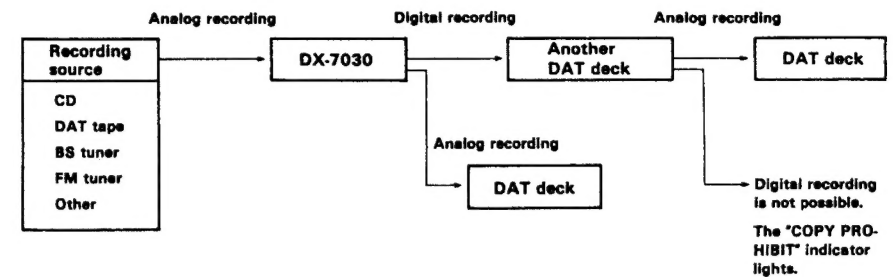 Analog recording
Digital recording
Analog recording
Recording
source
CD
DAT tape
BS tuner
FM tuner
Other
DX-7030
Another
DAT deck
DAT deck
Analog recording
DAT deck
Digital recording
is not possible.
The "COPY PRO-
HIBIT" indicator
lights.